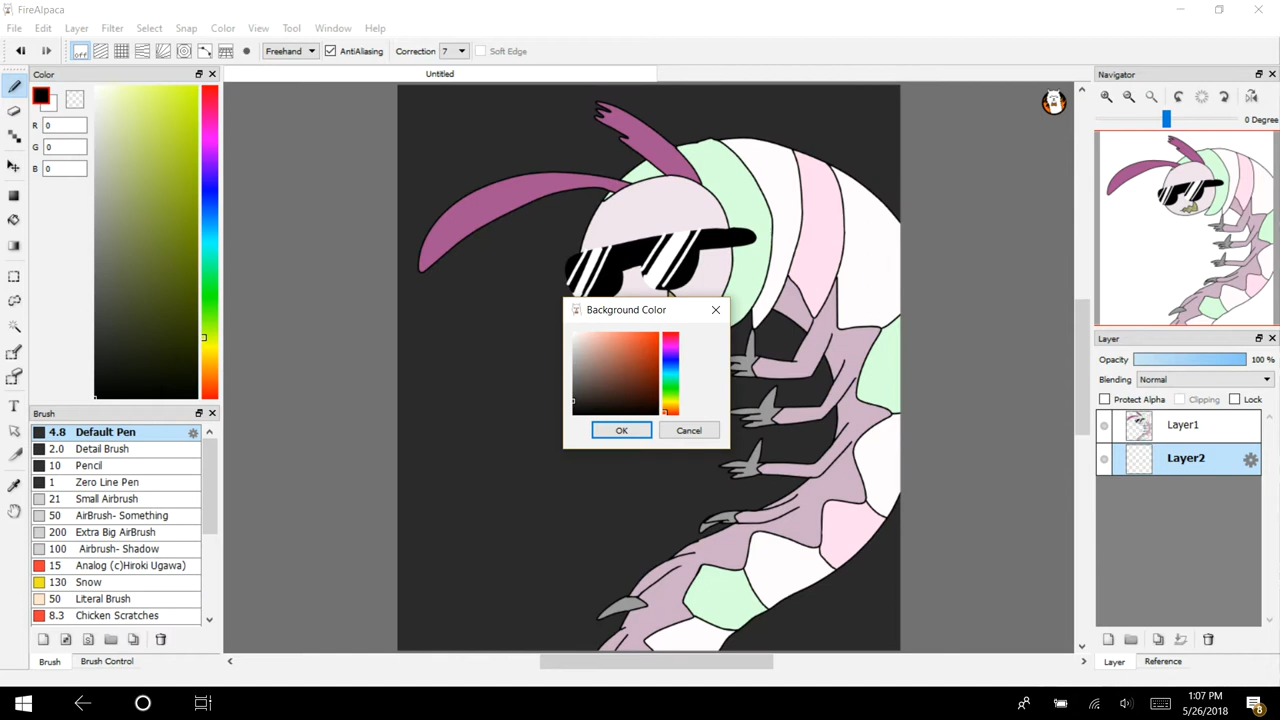 FireAlpaca
File Edit Layer Filter Select Snap Color View Tool Window Help
off Freehand AntiAliasing Correction 7 Soft Edge
Color
Untitled
Navigator
R 0
G 0
B 0
0 Degree
Background Color
OK Cancel
Layer
Opacity 100 %
Blending Normal
Protect Alpha Clipping Lock
Layer1
Layer2
Brush
4.8 Default Pen
2.0 Detail Brush
10 Pencil
1 Zero Line Pen
21 Small Airbrush
50 AirBrush- Something
200 Extra Big AirBrush
100 Airbrush- Shadow
15 Analog (c)Hiroki Ugawa)
130 Snow
50 Literal Brush
8.3 Chicken Scratches
Brush Brush Control
Layer Reference
1:07 PM
5/26/2018
8